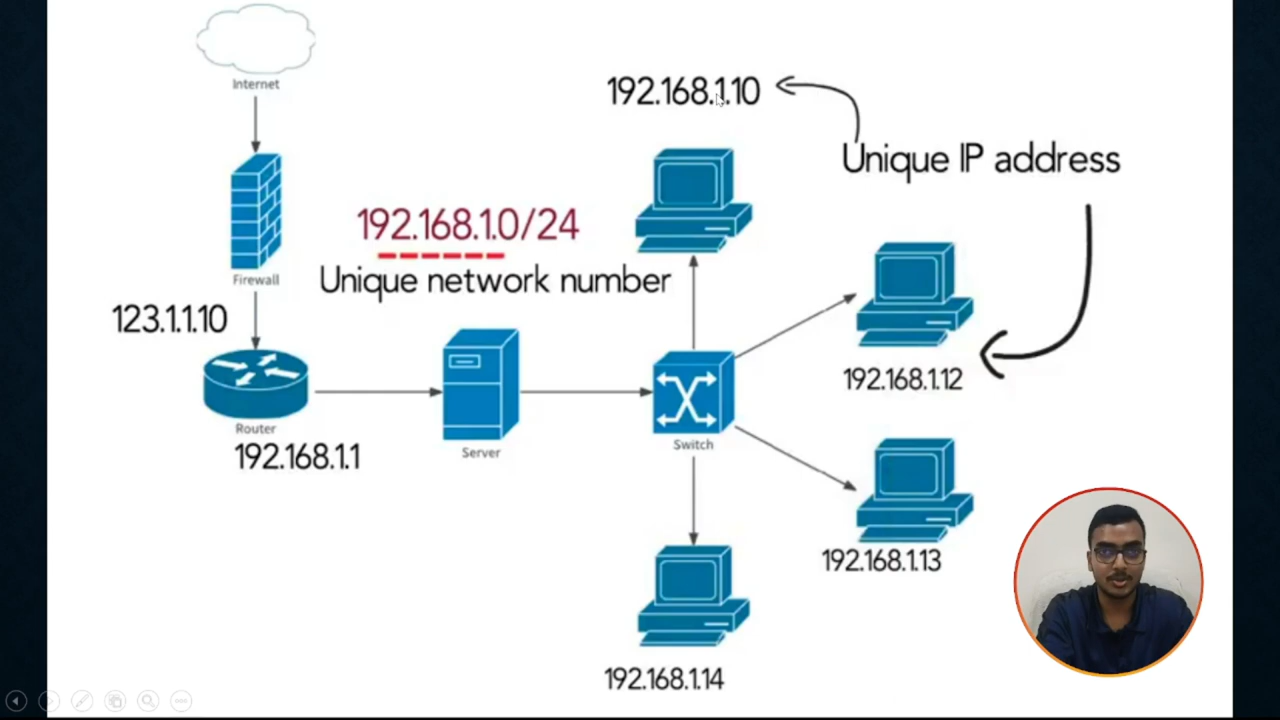 Internet
192.168.1.10
Unique IP address
192.168.1.0/24
Unique network number
Firewall
123.1.1.10
192.168.1.12
Router
Switch
192.168.1.1
Server
192.168.1.13
192.168.1.14